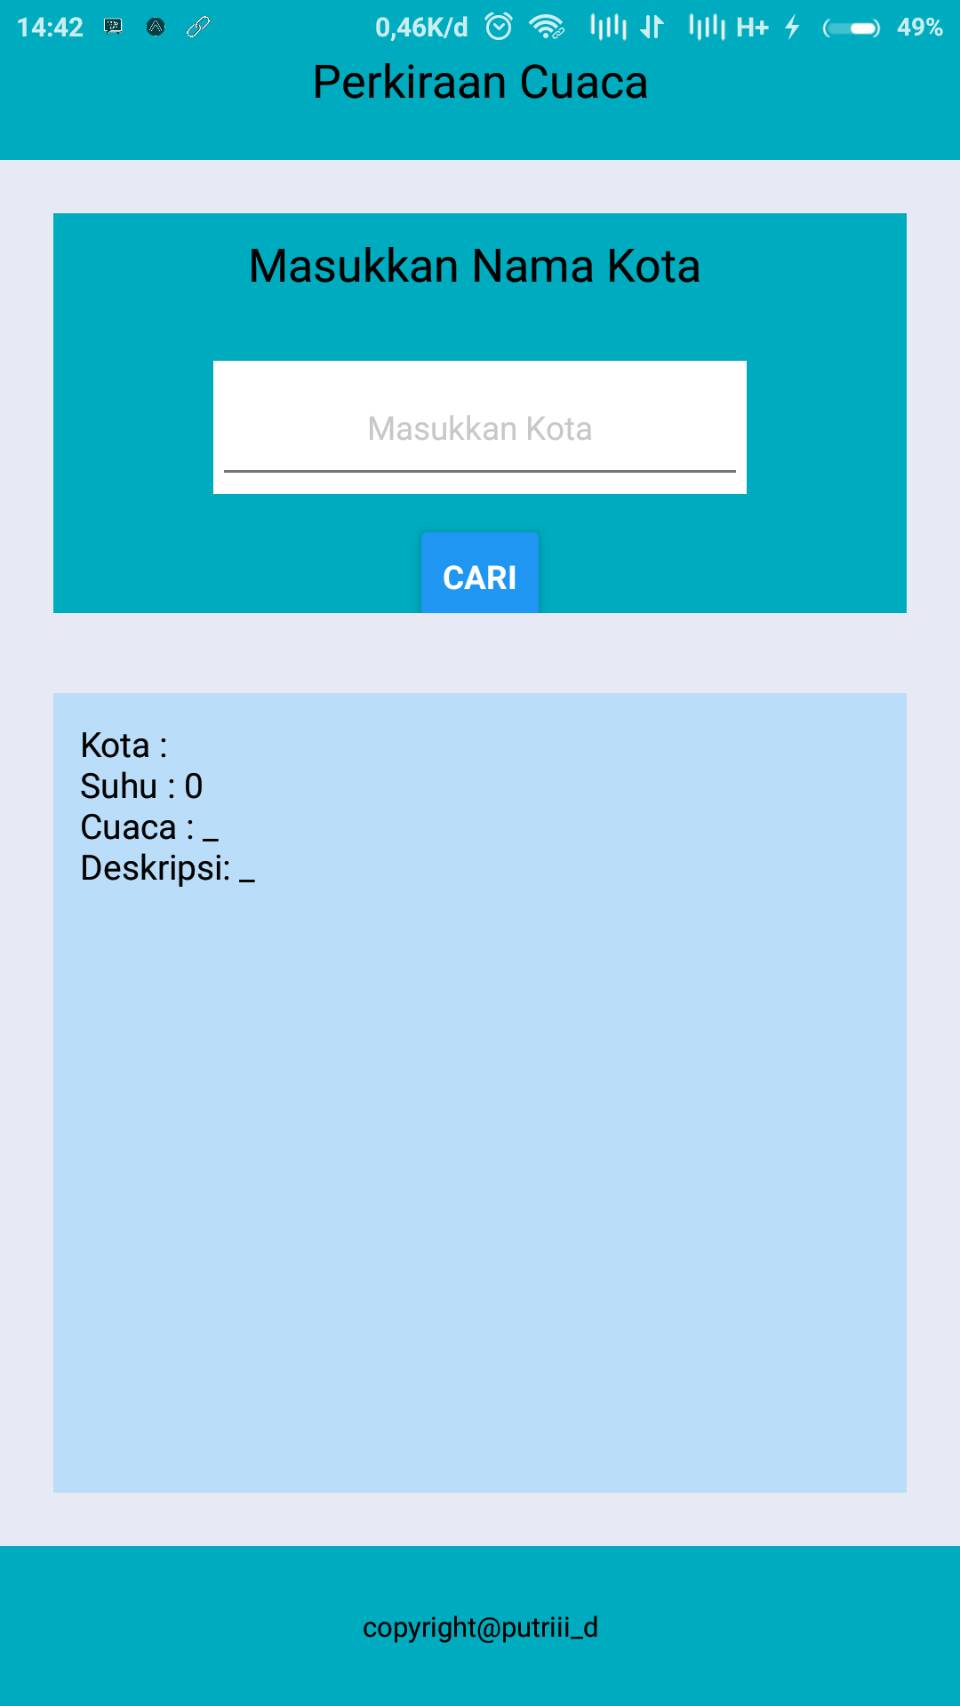 14:42 0,46K/d H+ 49%
Perkiraan Cuaca
Masukkan Nama Kota
Masukkan Kota
CARI
Kota :
Suhu : 0
Cuaca : _
Deskripsi: _
copyright@putriii_d